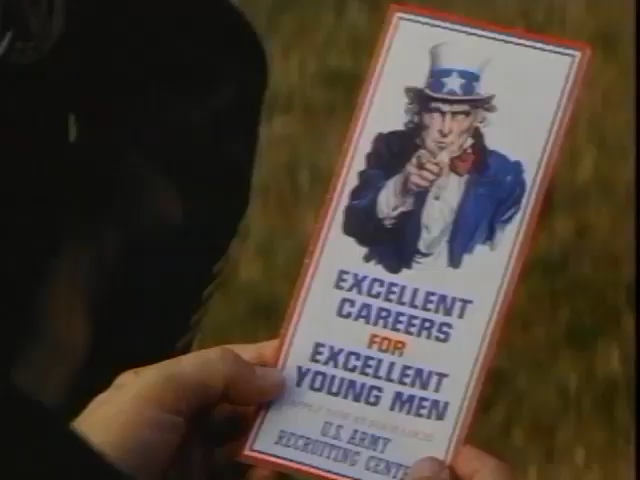 EXCELLENT
CAREERS
FOR
EXCELLENT
YOUNG MEN
U.S. ARMY
RECRUITING